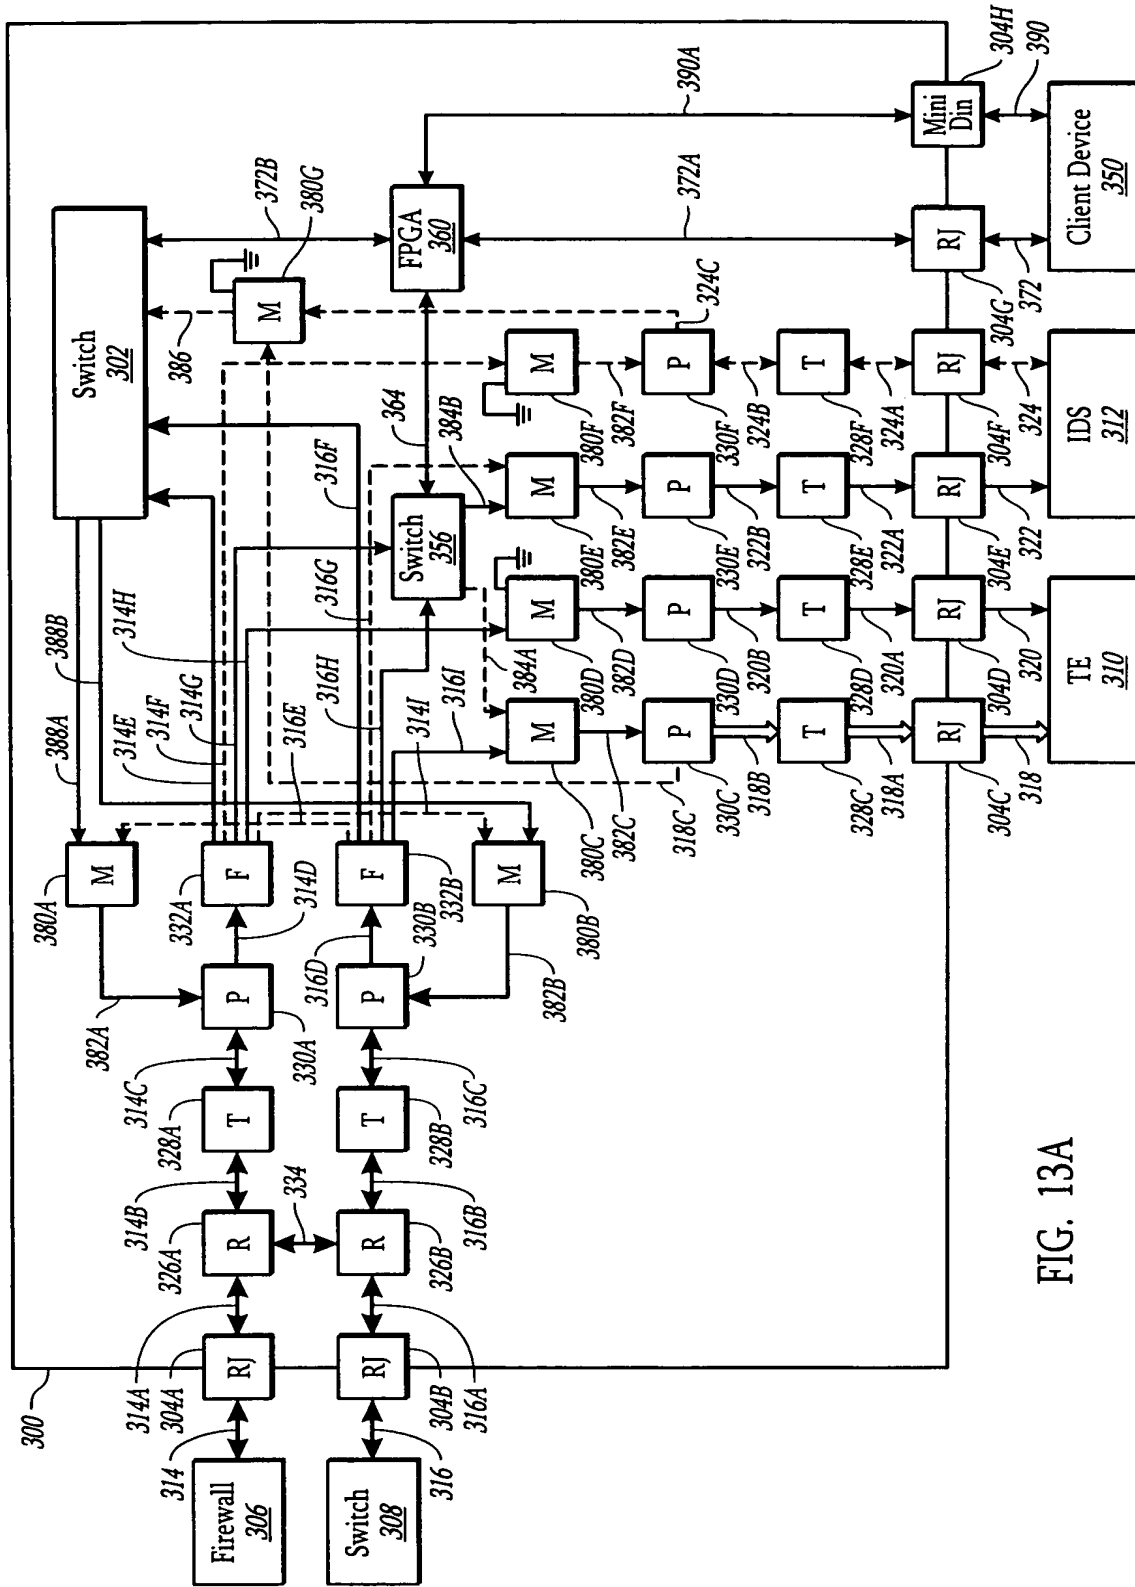 300
Firewall
306
314
314A
304A
RJ
314B
326A
R
314C
328A
T
382A
P
330A
314D
380A
M
332A
F
388A
388B
314E
314F
314G
314H
316E
314I
316F
316G
316H
316I
Switch
302
386
372B
380G
M
Switch
308
316
RJ
304B
316A
334
R
326B
316B
T
328B
316C
316D
P
330B
F
332B
M
380B
382B
364
384B
Switch
356
384A
FPGA
360
390A
372A
324C
M
380C
382C
318C
P
330C
318B
T
328C
318A
RJ
304C
318
M
380D
382D
P
330D
320B
T
328D
320A
RJ
304D
320
M
380E
382E
P
330E
322B
T
328E
322A
RJ
304E
322
M
380F
382F
P
330F
324B
T
328F
324A
RJ
304F
324
RJ
304G
372
Mini
Din
304H
390
TE
310
IDS
312
Client Device
350
FIG. 13A